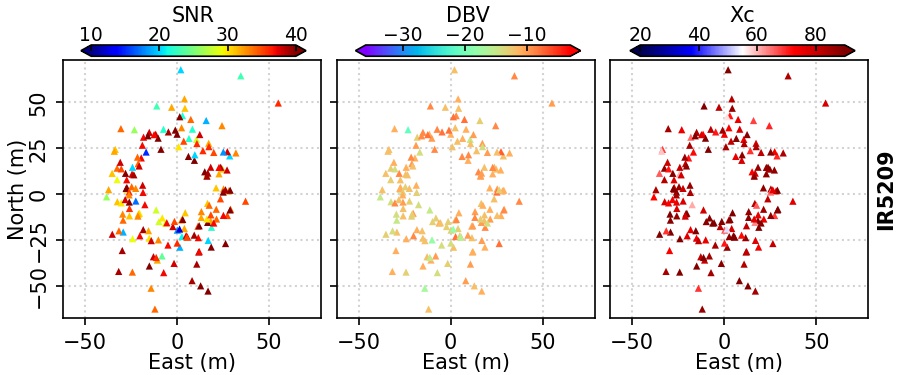 SNR DBV Xc
10 20 30 40 −30 −20 −10 20 40 60 80
50
25
0
−25
−50
North (m)
IR5209
−50 0 50 −50 0 50 −50 0 50
East (m) East (m) East (m)